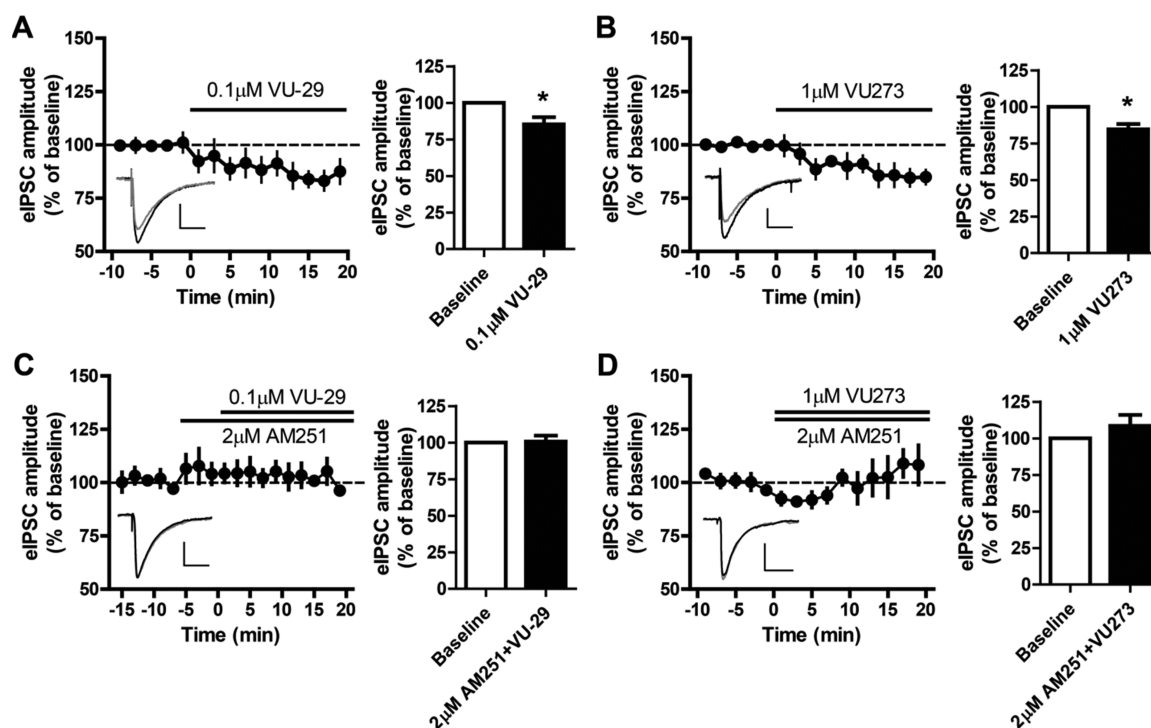 A
eIPSC amplitude
(% of baseline)
150
125
100
75
50
0.1µM VU-29
-10 -5 0 5 10 15 20
Time (min)
eIPSC amplitude
(% of baseline)
125
100
75
50
25
0
*
Baseline
0.1µM VU-29
B
eIPSC amplitude
(% of baseline)
150
125
100
75
50
1µM VU273
-10 -5 0 5 10 15 20
Time (min)
eIPSC amplitude
(% of baseline)
125
100
75
50
25
0
*
Baseline
1µM VU273
C
eIPSC amplitude
(% of baseline)
150
125
100
75
50
0.1µM VU-29
2µM AM251
-15 -10 -5 0 5 10 15 20
Time (min)
eIPSC amplitude
(% of baseline)
125
100
75
50
25
0
Baseline
2µM AM251+VU-29
D
eIPSC amplitude
(% of baseline)
150
125
100
75
50
1µM VU273
2µM AM251
-10 -5 0 5 10 15 20
Time (min)
eIPSC amplitude
(% of baseline)
125
100
75
50
25
0
Baseline
2µM AM251+VU273